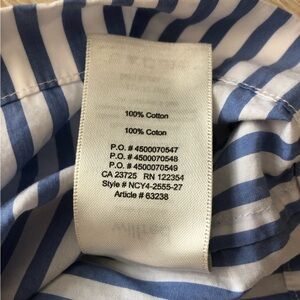 100% Cotton
100% Coton
P.O. # 4500070547
P.O. # 4500070548
P.O. # 4500070549
CA 23725 RN 122354
Style # NCY4-2555-27
Article # 63238